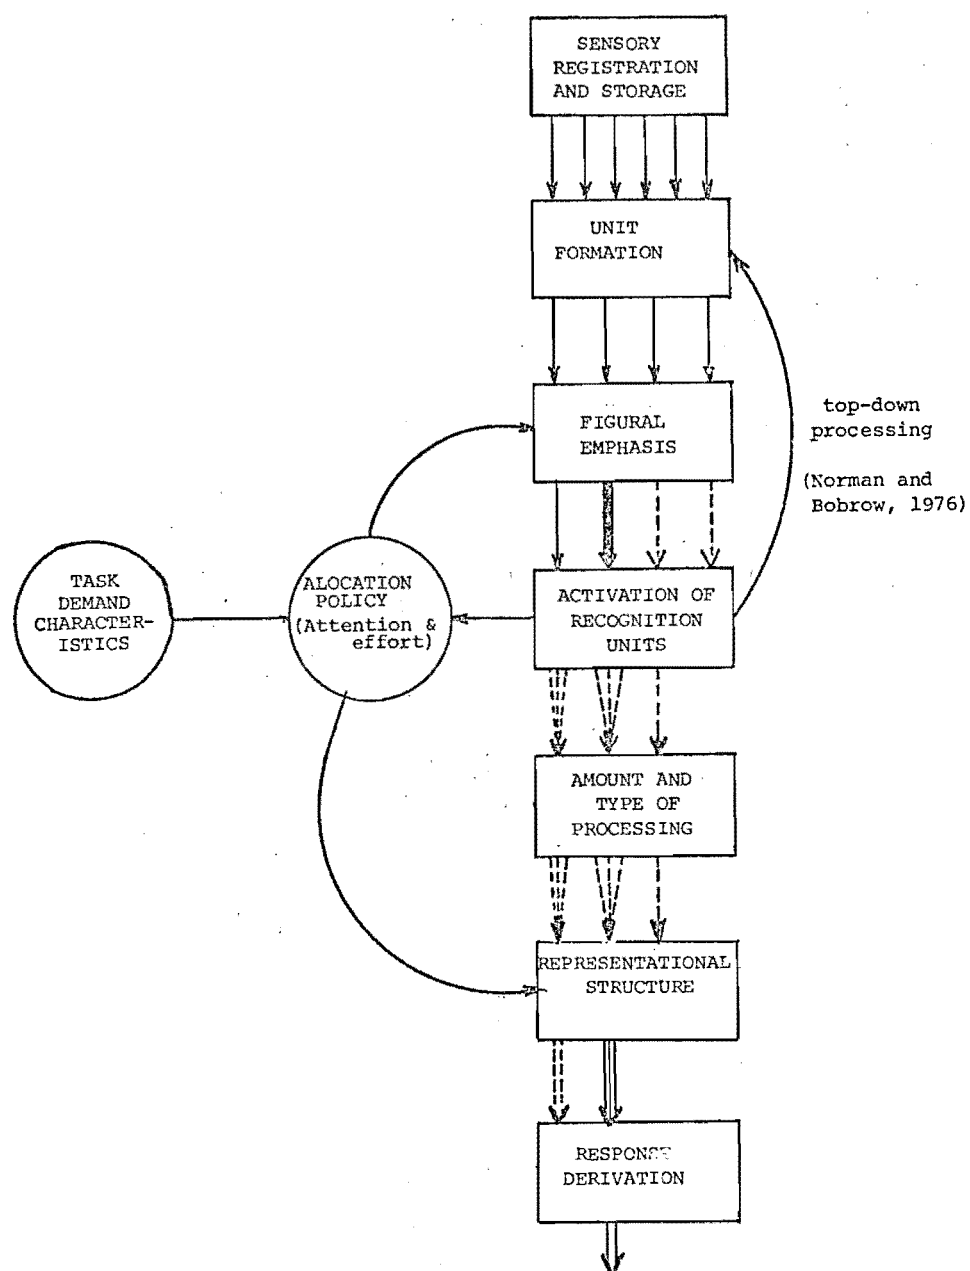 SENSORY
REGISTRATION
AND STORAGE
UNIT
FORMATION
FIGURAL
EMPHASIS
top-down
processing
(Norman and
Bobrow, 1976)
TASK
DEMAND
CHARACTER-
ISTICS
ALOCATION
POLICY
(Attention &
effort)
ACTIVATION OF
RECOGNITION
UNITS
AMOUNT AND
TYPE OF
PROCESSING
REPRESENTATIONAL
STRUCTURE
RESPONSE
DERIVATION